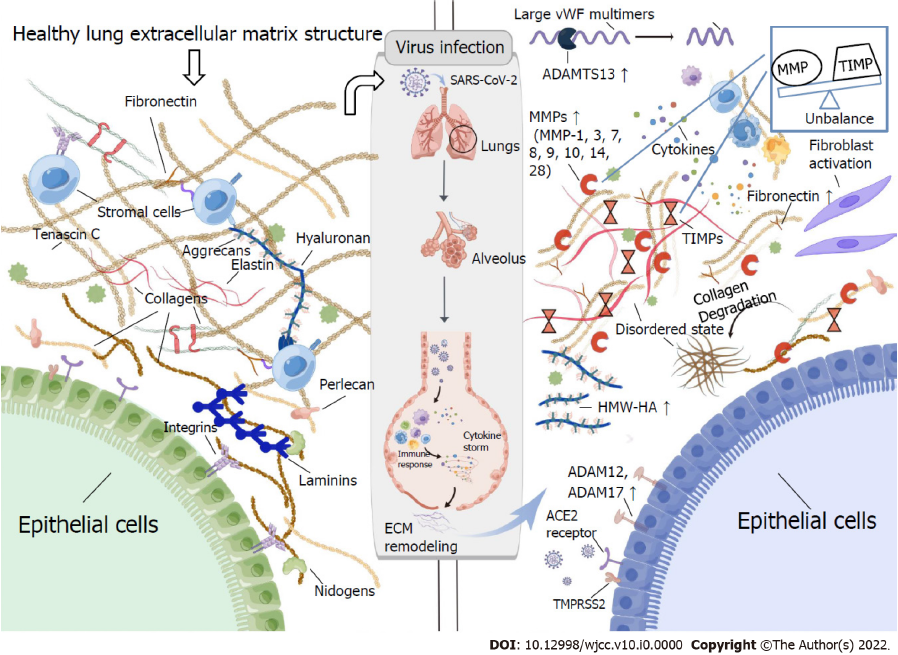 Healthy lung extracellular matrix structure
Fibronectin
Stromal cells
Tenascin C
Aggrecans
Hyaluronan
Elastin
Collagens
Perlecan
Integrins
Laminins
Epithelial cells
Nidogens
Virus infection
SARS-CoV-2
Lungs
Alveolus
Immune
response
Cytokine
storm
ECM
remodeling
Large vWF multimers
ADAMTS13 ↑
MMPs ↑
(MMP-1, 3, 7,
8, 9, 10, 14,
28)
Cytokines
MMP
TIMP
Unbalance
Fibroblast
activation
Fibronectin ↑
TIMPs
Collagen
Degradation
Disordered state
HMW-HA ↑
ADAM12,
ADAM17 ↑
ACE2
receptor
TMPRSS2
Epithelial cells
DOI: 10.12998/wjcc.v10.i0.0000 Copyright ©The Author(s) 2022.